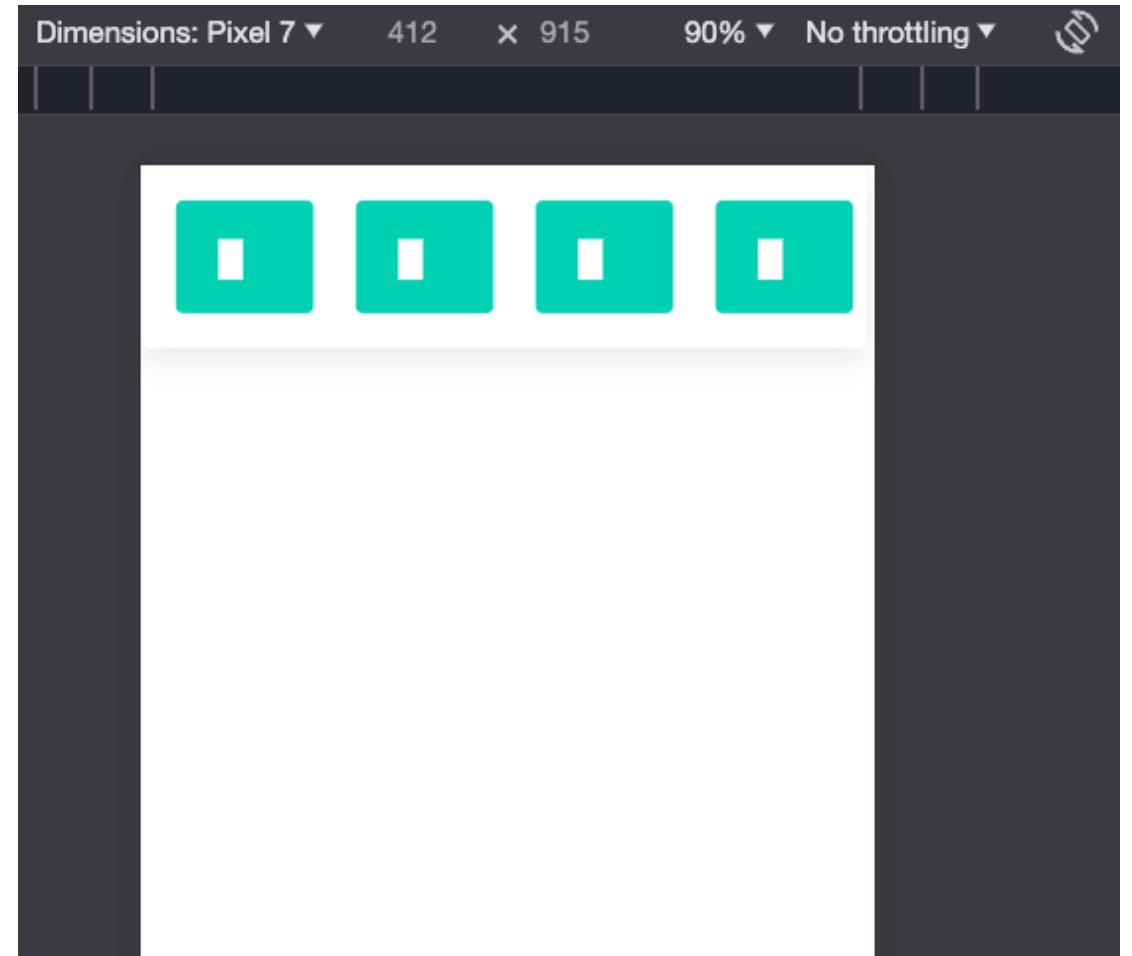 Dimensions: Pixel 7 ▼ 412 × 915 90% ▼ No throttling ▼